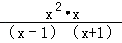 x²*x
(x-1) (x+1)